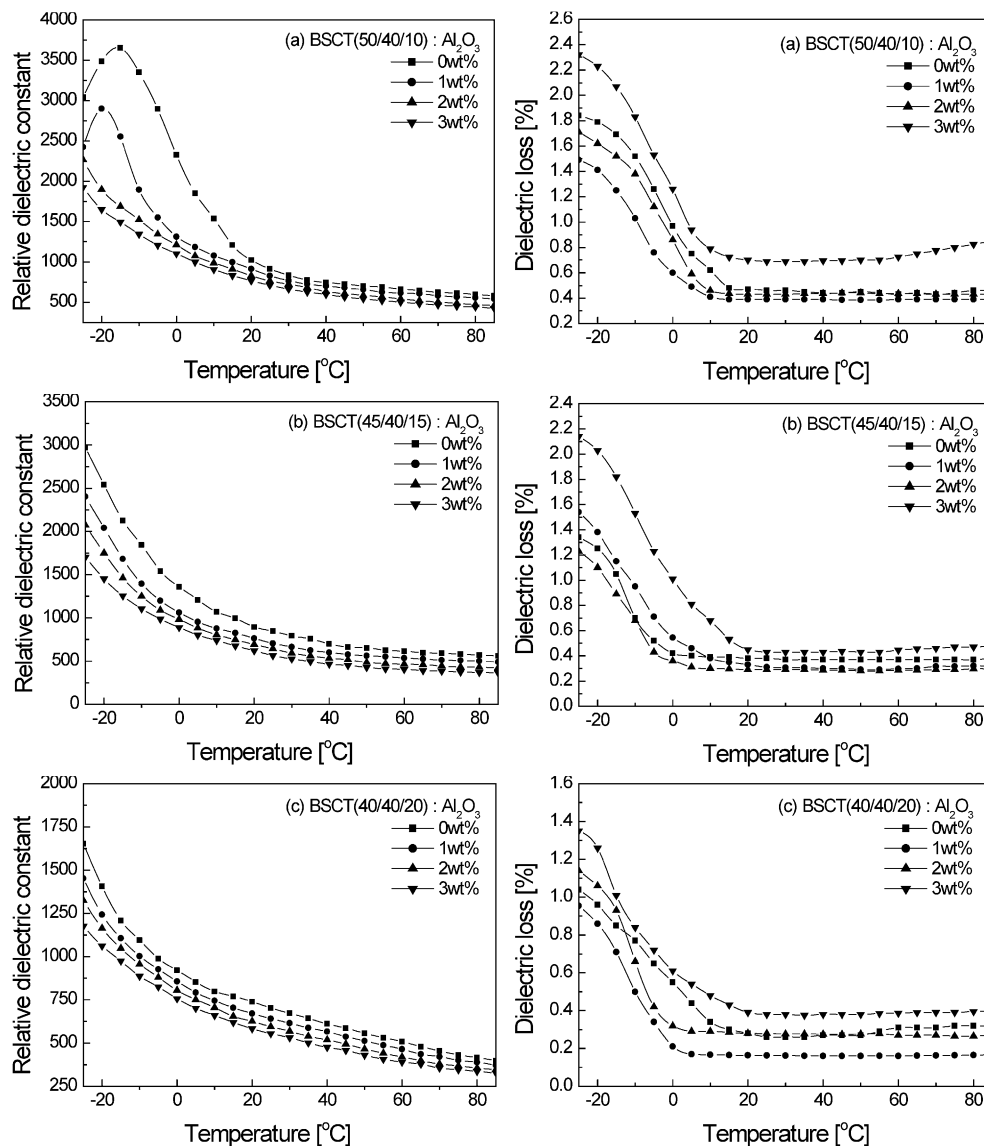 4000
3500
3000
2500
2000
1500
1000
500
Relative dielectric constant
(a) BSCT(50/40/10) : Al₂O₃
0wt%
1wt%
2wt%
3wt%
-20 0 20 40 60 80
Temperature [°C]
2.6
2.4
2.2
2.0
1.8
1.6
1.4
1.2
1.0
0.8
0.6
0.4
0.2
Dielectric loss [%]
(a) BSCT(50/40/10) : Al₂O₃
0wt%
1wt%
2wt%
3wt%
-20 0 20 40 60 80
Temperature [°C]
3500
3000
2500
2000
1500
1000
500
0
Relative dielectric constant
(b) BSCT(45/40/15) : Al₂O₃
0wt%
1wt%
2wt%
3wt%
-20 0 20 40 60 80
Temperature [°C]
2.4
2.2
2.0
1.8
1.6
1.4
1.2
1.0
0.8
0.6
0.4
0.2
0.0
Dielectric loss [%]
(b) BSCT(45/40/15) : Al₂O₃
0wt%
1wt%
2wt%
3wt%
-20 0 20 40 60 80
Temperature [°C]
2000
1750
1500
1250
1000
750
500
250
Relative dielectric constant
(c) BSCT(40/40/20) : Al₂O₃
0wt%
1wt%
2wt%
3wt%
-20 0 20 40 60 80
Temperature [°C]
1.6
1.4
1.2
1.0
0.8
0.6
0.4
0.2
0.0
Dielectric loss [%]
(c) BSCT(40/40/20) : Al₂O₃
0wt%
1wt%
2wt%
3wt%
-20 0 20 40 60 80
Temperature [°C]